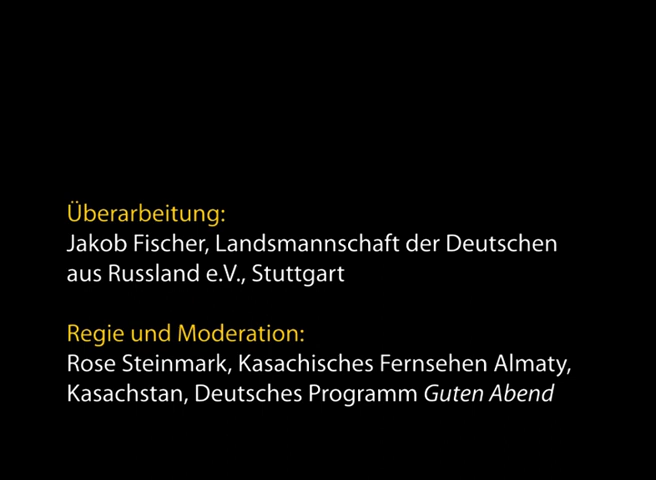 Überarbeitung:
Jakob Fischer, Landsmannschaft der Deutschen
aus Russland e.V., Stuttgart
Regie und Moderation:
Rose Steinmark, Kasachisches Fernsehen Almaty,
Kasachstan, Deutsches Programm Guten Abend